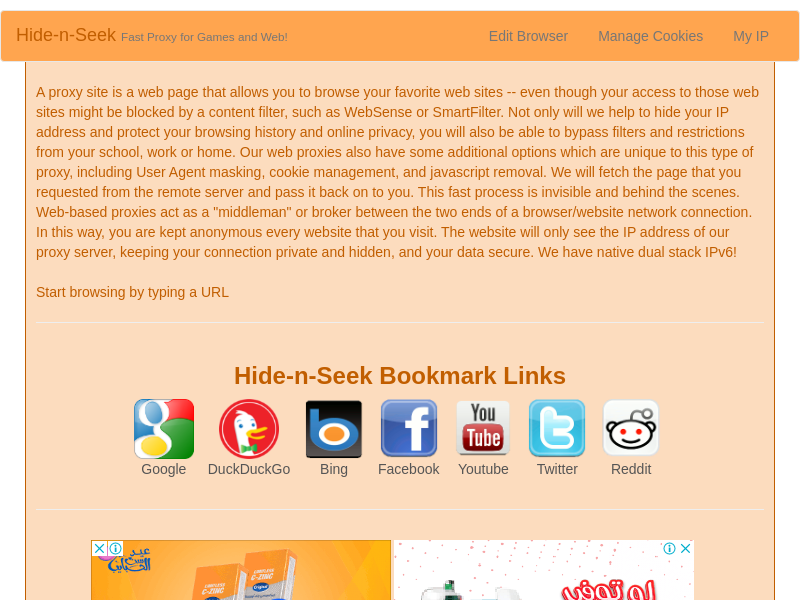 Hide-n-Seek Fast Proxy for Games and Web! Edit Browser Manage Cookies My IP
A proxy site is a web page that allows you to browse your favorite web sites -- even though your access to those web
sites might be blocked by a content filter, such as WebSense or SmartFilter. Not only will we help to hide your IP
address and protect your browsing history and online privacy, you will also be able to bypass filters and restrictions
from your school, work or home. Our web proxies also have some additional options which are unique to this type of
proxy, including User Agent masking, cookie management, and javascript removal. We will fetch the page that you
requested from the remote server and pass it back on to you. This fast process is invisible and behind the scenes.
Web-based proxies act as a "middleman" or broker between the two ends of a browser/website network connection.
In this way, you are kept anonymous every website that you visit. The website will only see the IP address of our
proxy server, keeping your connection private and hidden, and your data secure. We have native dual stack IPv6!
Start browsing by typing a URL
Hide-n-Seek Bookmark Links
You
Tube
Google DuckDuckGo Bing Facebook Youtube Twitter Reddit
C-ZINC
C-ZINC